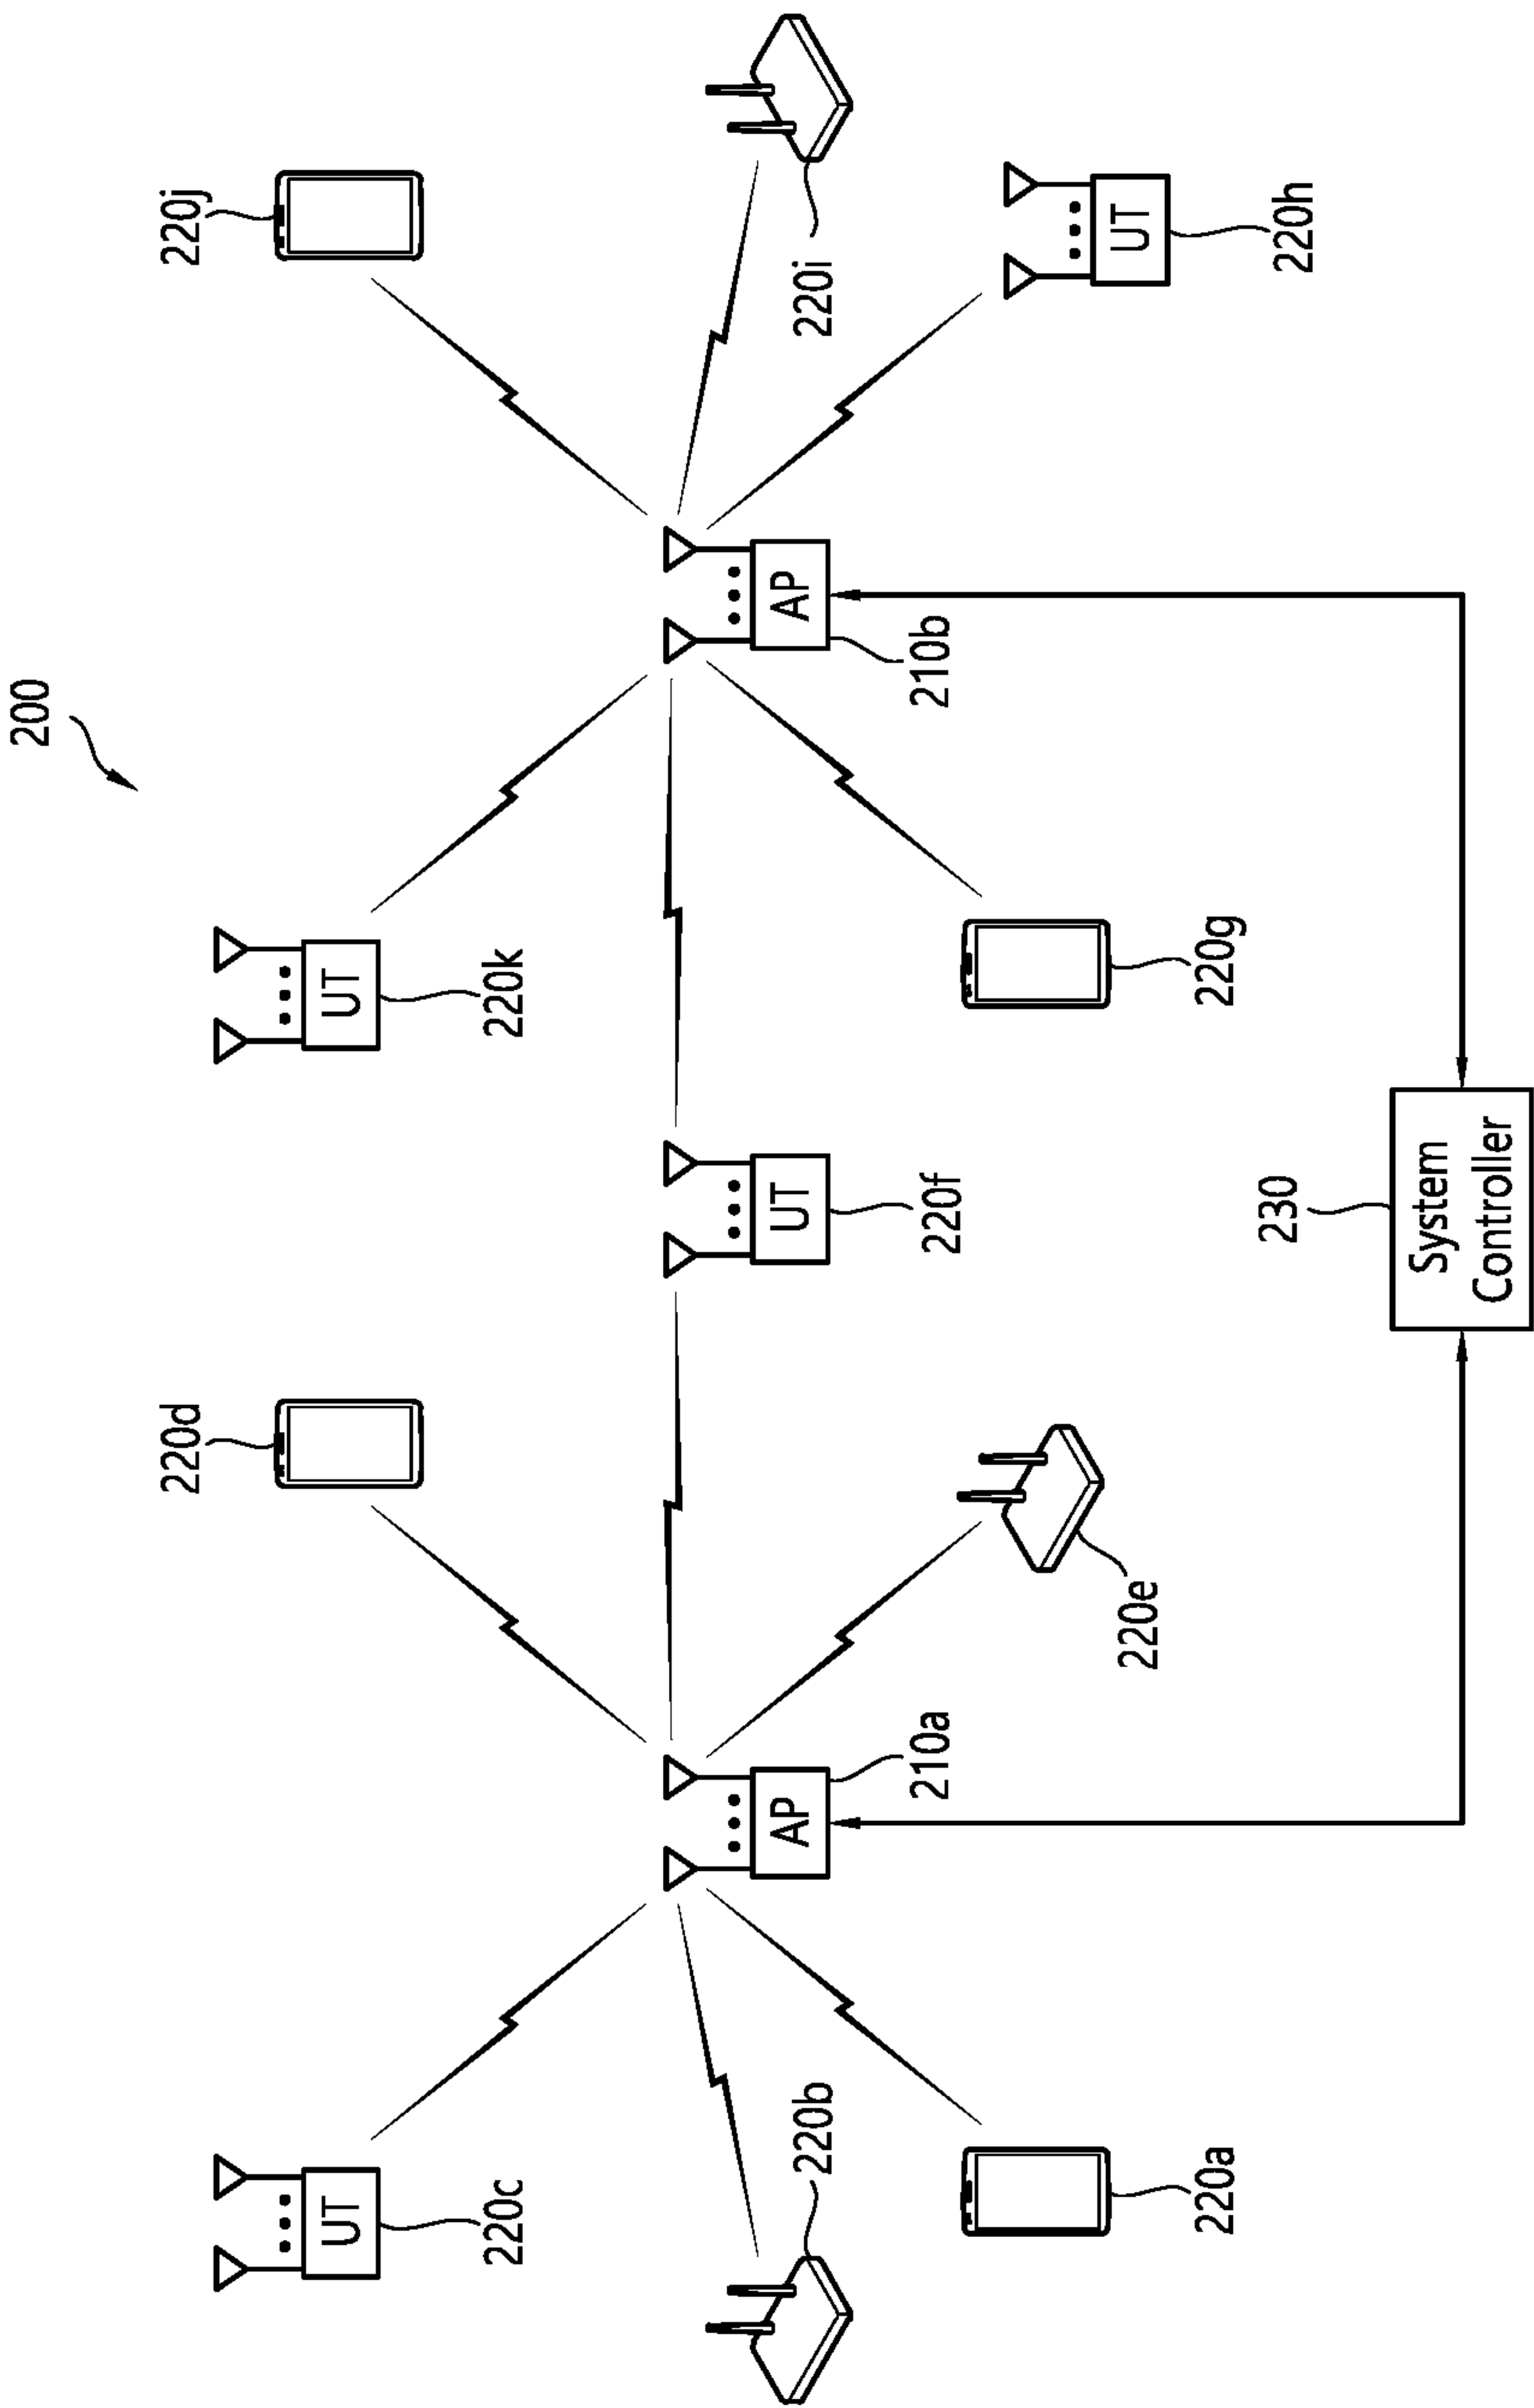 200
220c
UT
220d
220k
UT
220j
220b
AP
210a
UT
220f
AP
210b
220i
220a
220e
220g
UT
220h
230
System
Controller